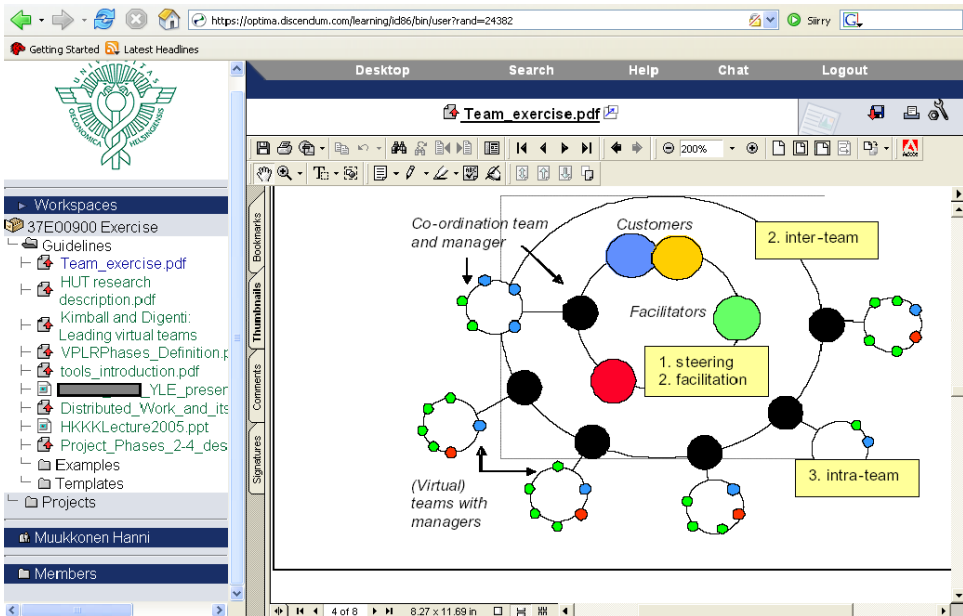 https://optima.discendum.com/learning/id86/bin/user?rand=24382
Siirry
G
Getting Started
Latest Headlines
UNIVERSITAS
OECONOMICA
HELSINGIENSIS
Desktop Search Help Chat Logout
Team_exercise.pdf
200%
Adobe
Workspaces
37E00900 Exercise
Guidelines
Team_exercise.pdf
HUT research
description.pdf
Kimball and Digenti:
Leading virtual teams
VPLRPhases_Definition.p
tools_introduction.pdf
_YLE_preser
Distributed_Work_and_its
HKKKLecture2005.ppt
Project_Phases_2-4_des
Examples
Templates
Projects
Muukkonen Hanni
Members
Bookmarks
Thumbnails
Comments
Signatures
Co-ordination team
and manager
Customers
2. inter-team
Facilitators
1. steering
2. facilitation
3. intra-team
(Virtual)
teams with
managers
4 of 8
8.27 x 11.69 in